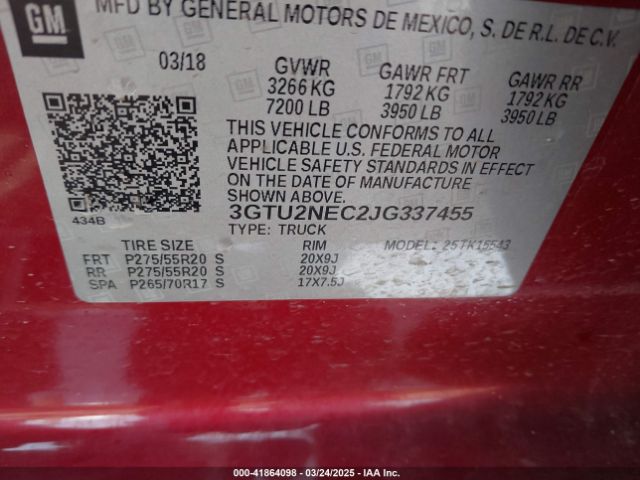 GM
MFD BY GENERAL MOTORS DE MEXICO, S. DE R.L. DE C.V.
03/18 GVWR GAWR FRT GAWR RR
3266 KG 1792 KG 1792 KG
7200 LB 3950 LB 3950 LB
THIS VEHICLE CONFORMS TO ALL
APPLICABLE U.S. FEDERAL MOTOR
VEHICLE SAFETY STANDARDS IN EFFECT
ON THE DATE OF MANUFACTURE
SHOWN ABOVE.
434B 3GTU2NEC2JG337455
TYPE: TRUCK MODEL: 25TK15543
TIRE SIZE RIM
FRT P275/55R20 S 20X9J
RR P275/55R20 S 20X9J
SPA P265/70R17 S 17X7.5J
000-41864098 — 03/24/2025 - IAA Inc.